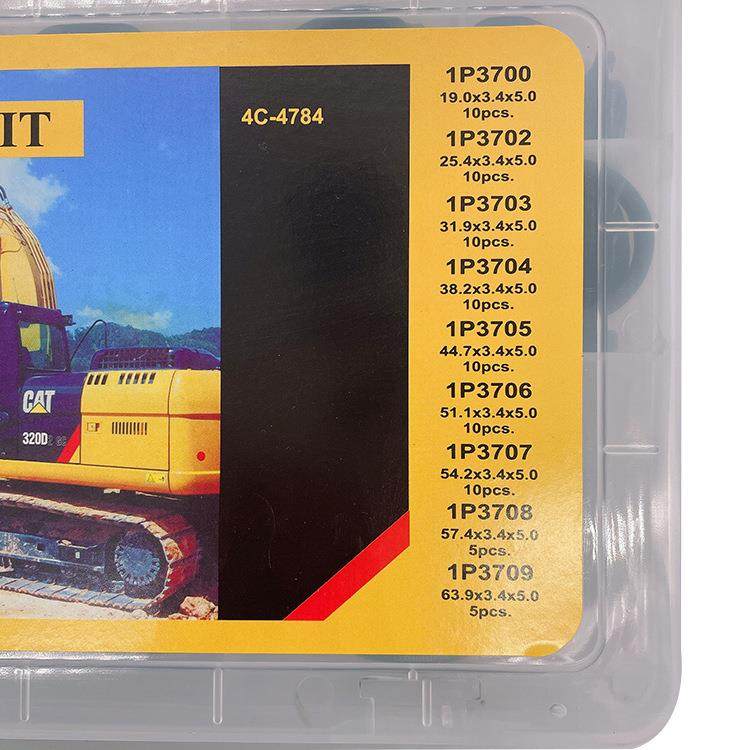 IT
4C-4784
CAT
320D2 GC
1P3700
19.0x3.4x5.0
10pcs.
1P3702
25.4x3.4x5.0
10pcs.
1P3703
31.9x3.4x5.0
10pcs.
1P3704
38.2x3.4x5.0
10pcs.
1P3705
44.7x3.4x5.0
10pcs.
1P3706
51.1x3.4x5.0
10pcs.
1P3707
54.2x3.4x5.0
10pcs.
1P3708
57.4x3.4x5.0
5pcs.
1P3709
63.9x3.4x5.0
5pcs.